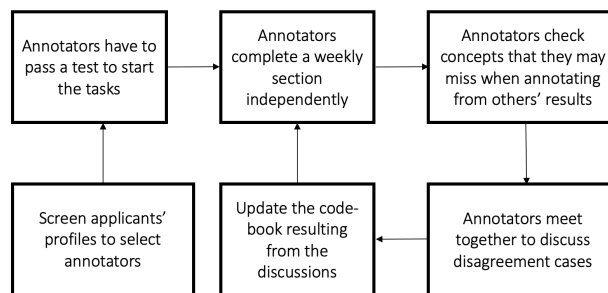 Annotators have to
pass a test to start
the tasks
Annotators
complete a weekly
section
independently
Annotators check
concepts that they may
miss when annotating
from others’ results
Screen applicants’
profiles to select
annotators
Update the code-
book resulting
from the
discussions
Annotators meet
together to discuss
disagreement cases